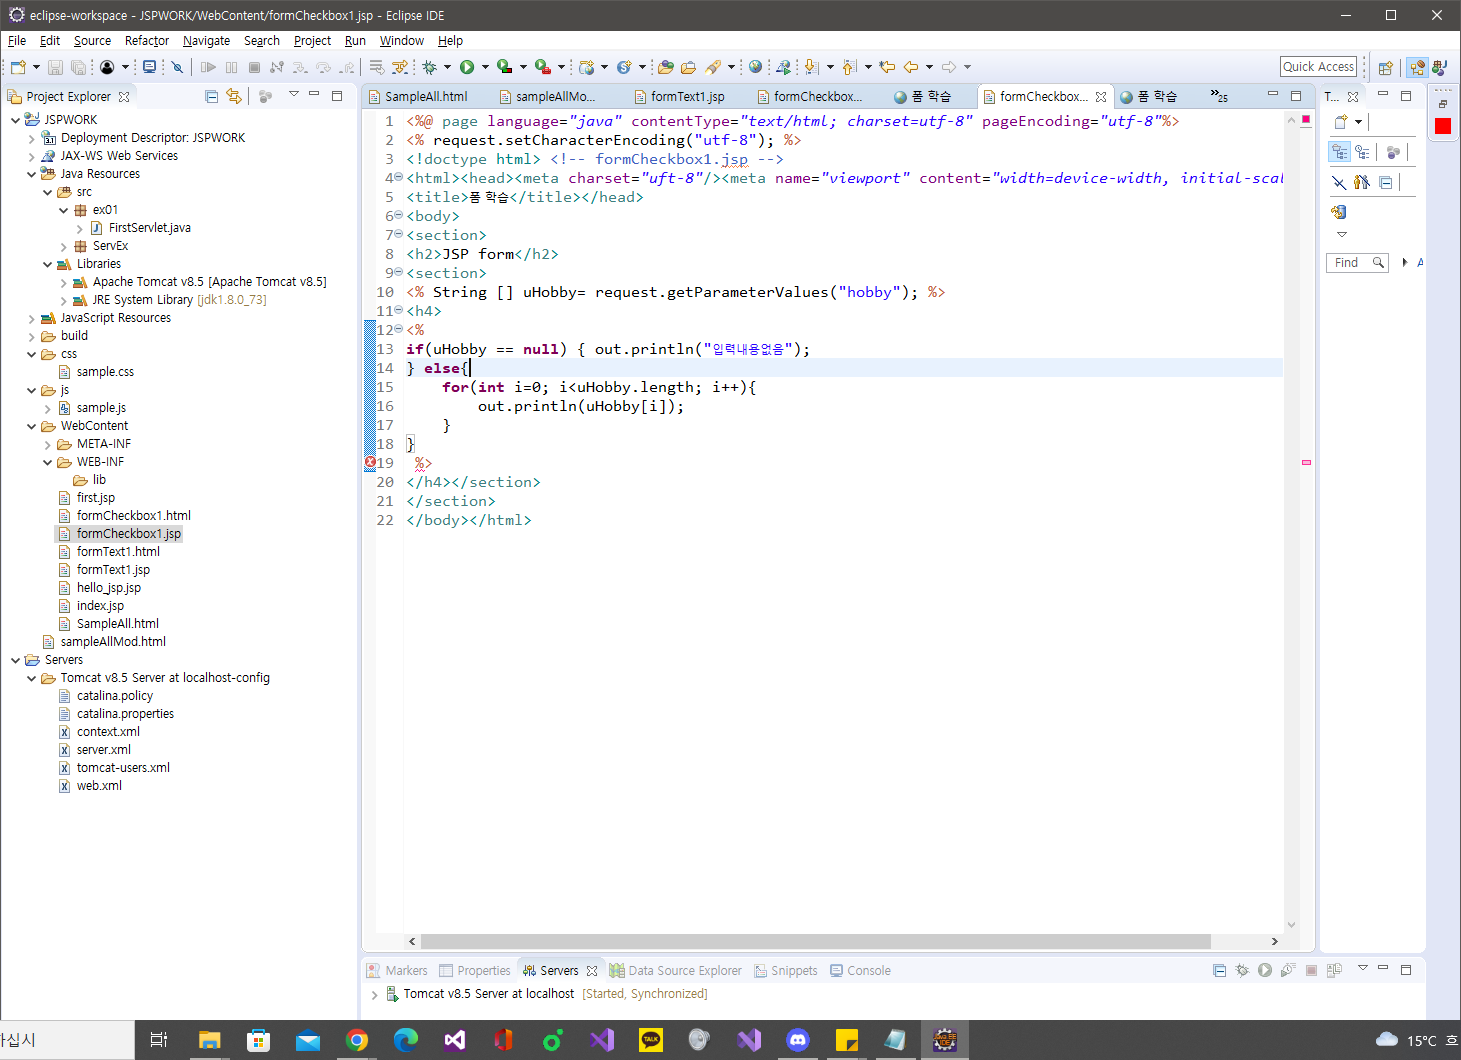 eclipse-workspace - JSPWORK/WebContent/formCheckbox1.jsp - Eclipse IDE
File Edit Source Refactor Navigate Search Project Run Window Help
Quick Access
Project Explorer
JSPWORK
Deployment Descriptor: JSPWORK
JAX-WS Web Services
Java Resources
src
ex01
FirstServlet.java
ServEx
Libraries
Apache Tomcat v8.5 [Apache Tomcat v8.5]
JRE System Library [jdk1.8.0_73]
JavaScript Resources
build
css
sample.css
js
sample.js
WebContent
META-INF
WEB-INF
lib
first.jsp
formCheckbox1.html
formCheckbox1.jsp
formText1.html
formText1.jsp
hello_jsp.jsp
index.jsp
SampleAll.html
sampleAllMod.html
Servers
Tomcat v8.5 Server at localhost-config
catalina.policy
catalina.properties
context.xml
server.xml
tomcat-users.xml
web.xml
SampleAll.html sampleAllMo... formText1.jsp formCheckbox... 폼 학습 formCheckbox... 폼 학습 »25
1 <%@ page language="java" contentType="text/html; charset=utf-8" pageEncoding="utf-8"%>
2 <% request.setCharacterEncoding("utf-8"); %>
3 <!doctype html> <!-- formCheckbox1.jsp -->
4 <html><head><meta charset="uft-8"/><meta name="viewport" content="width=device-width, initial-scal
5 <title>폼 학습</title></head>
6 <body>
7 <section>
8 <h2>JSP form</h2>
9 <section>
10 <% String [] uHobby= request.getParameterValues("hobby"); %>
11 <h4>
12 <%
13 if(uHobby == null) { out.println("입력내용없음");
14 } else{
15 for(int i=0; i<uHobby.length; i++){
16 out.println(uHobby[i]);
17 }
18 }
19 %>
20 </h4></section>
21 </section>
22 </body></html>
T...
Find
A
Markers Properties Servers Data Source Explorer Snippets Console
Tomcat v8.5 Server at localhost [Started, Synchronized]
하십시
TALK
Java EE
IDE
15°C 흐